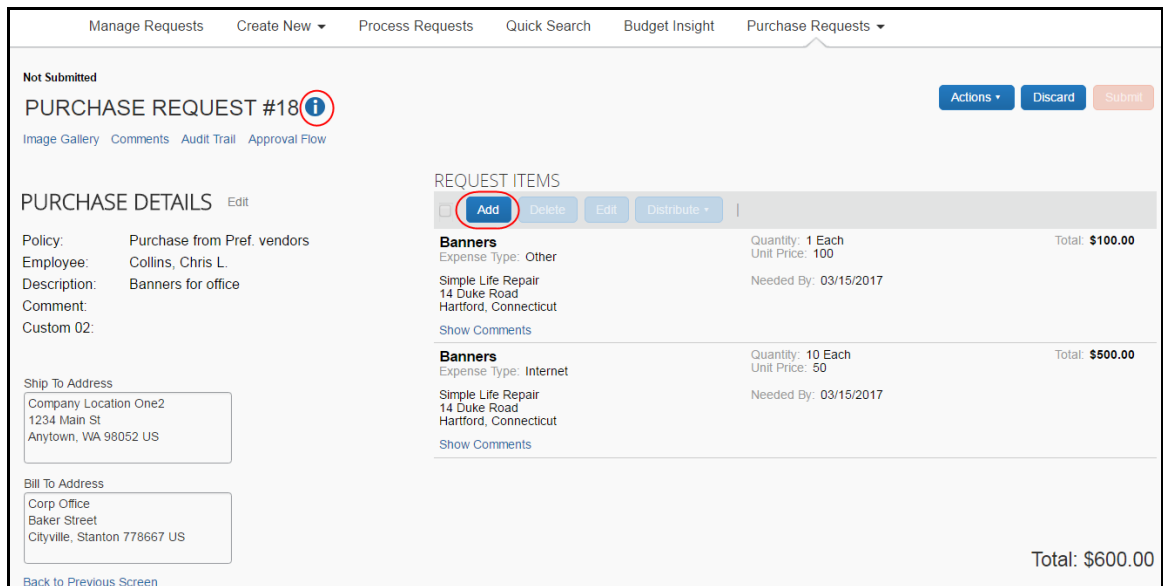 Manage Requests Create New Process Requests Quick Search Budget Insight Purchase Requests
Not Submitted
PURCHASE REQUEST #18
Actions Discard Submit
Image Gallery Comments Audit Trail Approval Flow
PURCHASE DETAILS Edit
Policy: Purchase from Pref. vendors
Employee: Collins, Chris L.
Description: Banners for office
Comment:
Custom 02:
Ship To Address
Company Location One2
1234 Main St
Anytown, WA 98052 US
Bill To Address
Corp Office
Baker Street
Cityville, Stanton 778667 US
Back to Previous Screen
REQUEST ITEMS
Add Delete Edit Distribute
Banners Quantity: 1 Each Total: $100.00
Expense Type: Other Unit Price: 100
Simple Life Repair Needed By: 03/15/2017
14 Duke Road
Hartford, Connecticut
Show Comments
Banners Quantity: 10 Each Total: $500.00
Expense Type: Internet Unit Price: 50
Simple Life Repair Needed By: 03/15/2017
14 Duke Road
Hartford, Connecticut
Show Comments
Total: $600.00